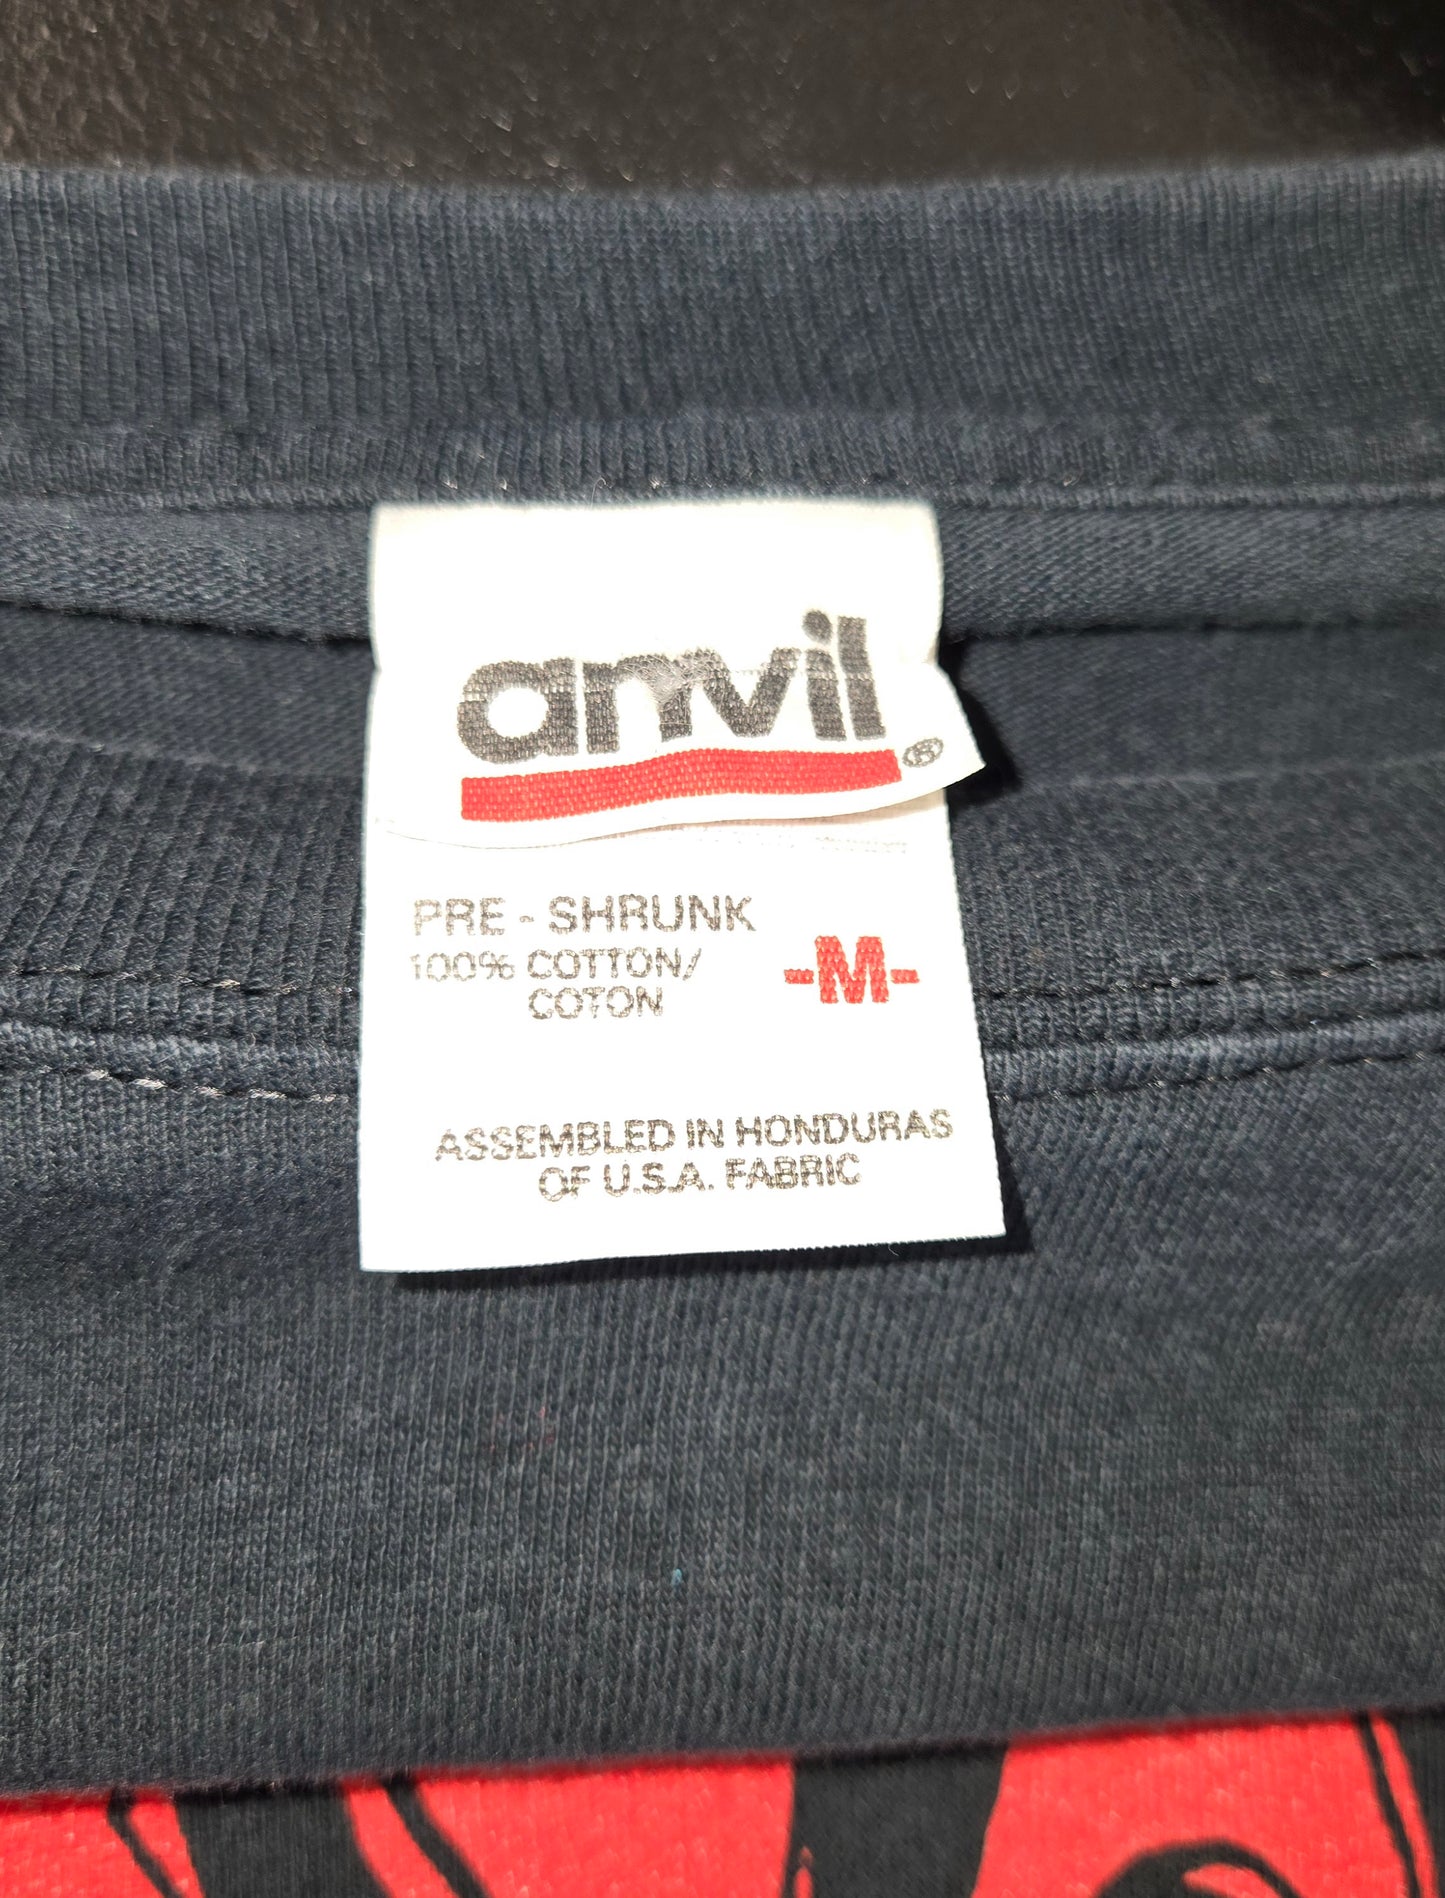 anvil®
PRE - SHRUNK
100% COTTON/
COTON
-M-
ASSEMBLED IN HONDURAS
OF U.S.A. FABRIC